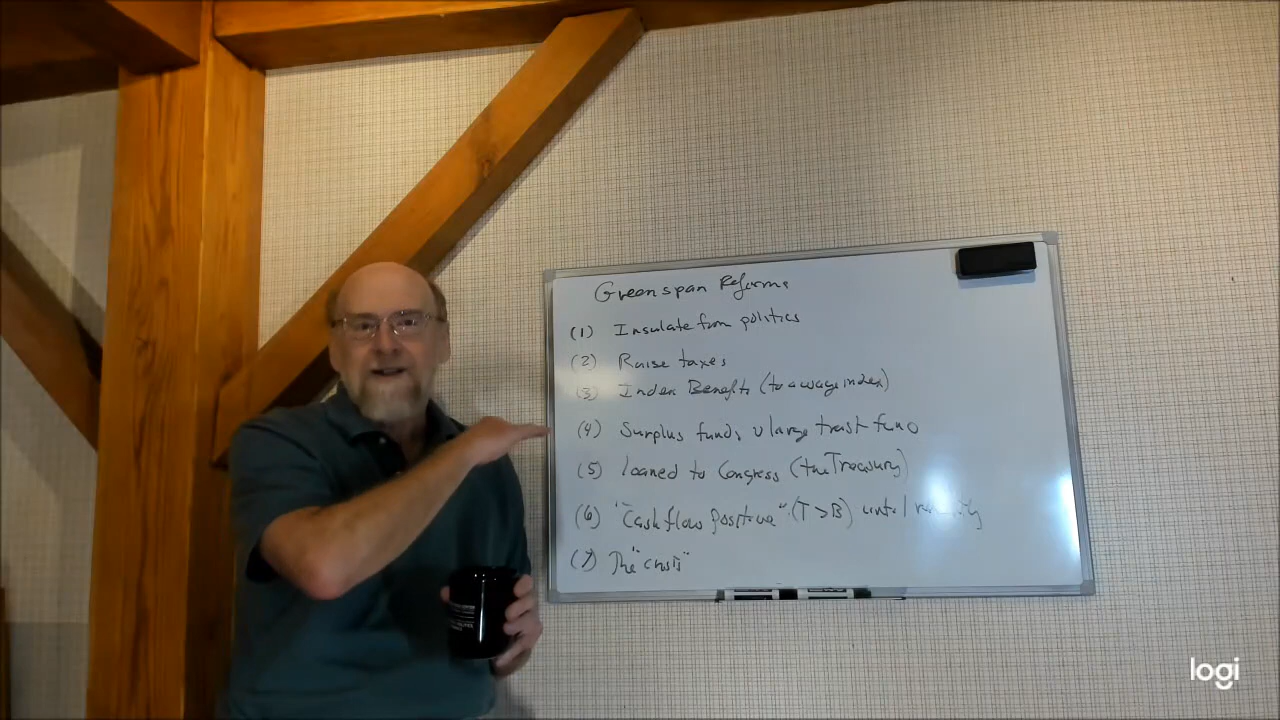 Greenspan Reforms
(1) Insulate from politics
(2) Raise taxes
(3) Index Benefits (to a wage index)
(4) Surplus funds large trust fund
(5) loaned to Congress (the Treasury)
(6) "Cash flow positive" (T > B) until
(7) The "crisis"
logi